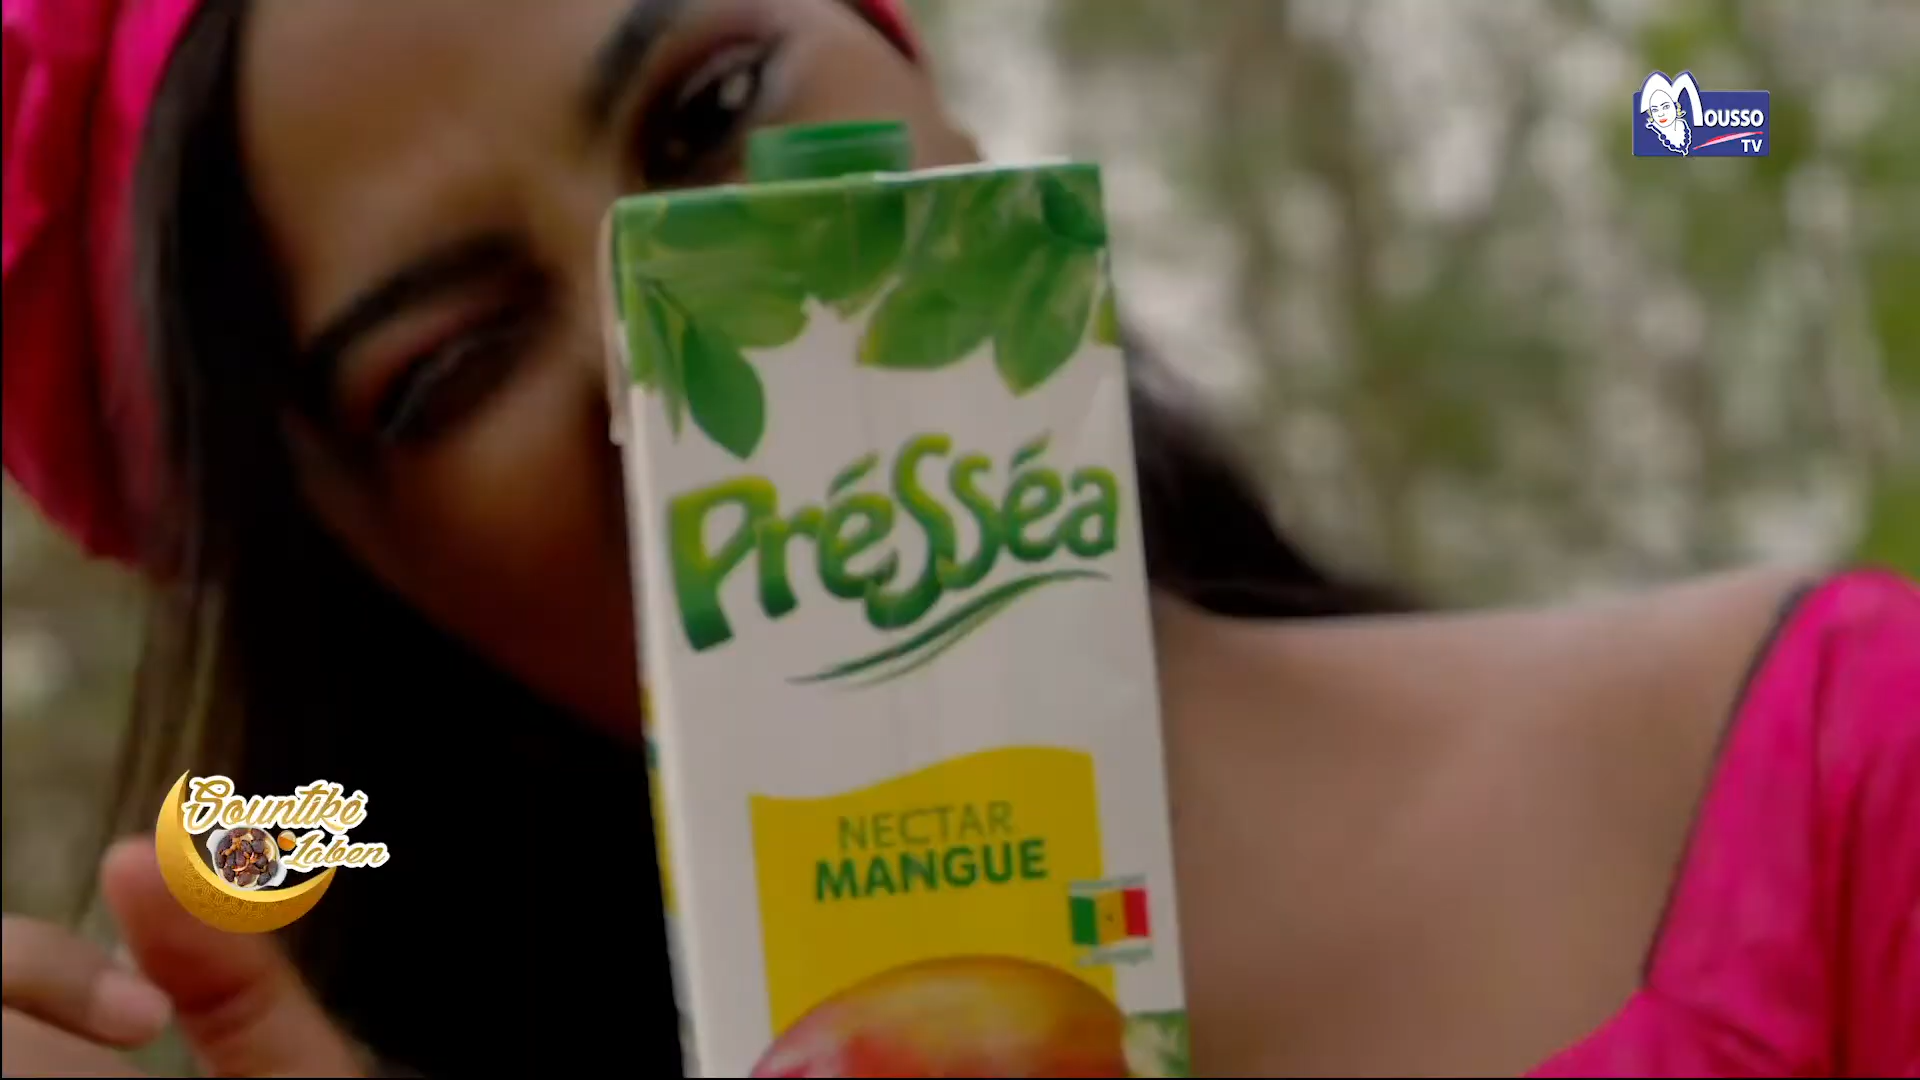 MOUSSO
TV
Présséa
NECTAR
MANGUE
Sountikè
Laben